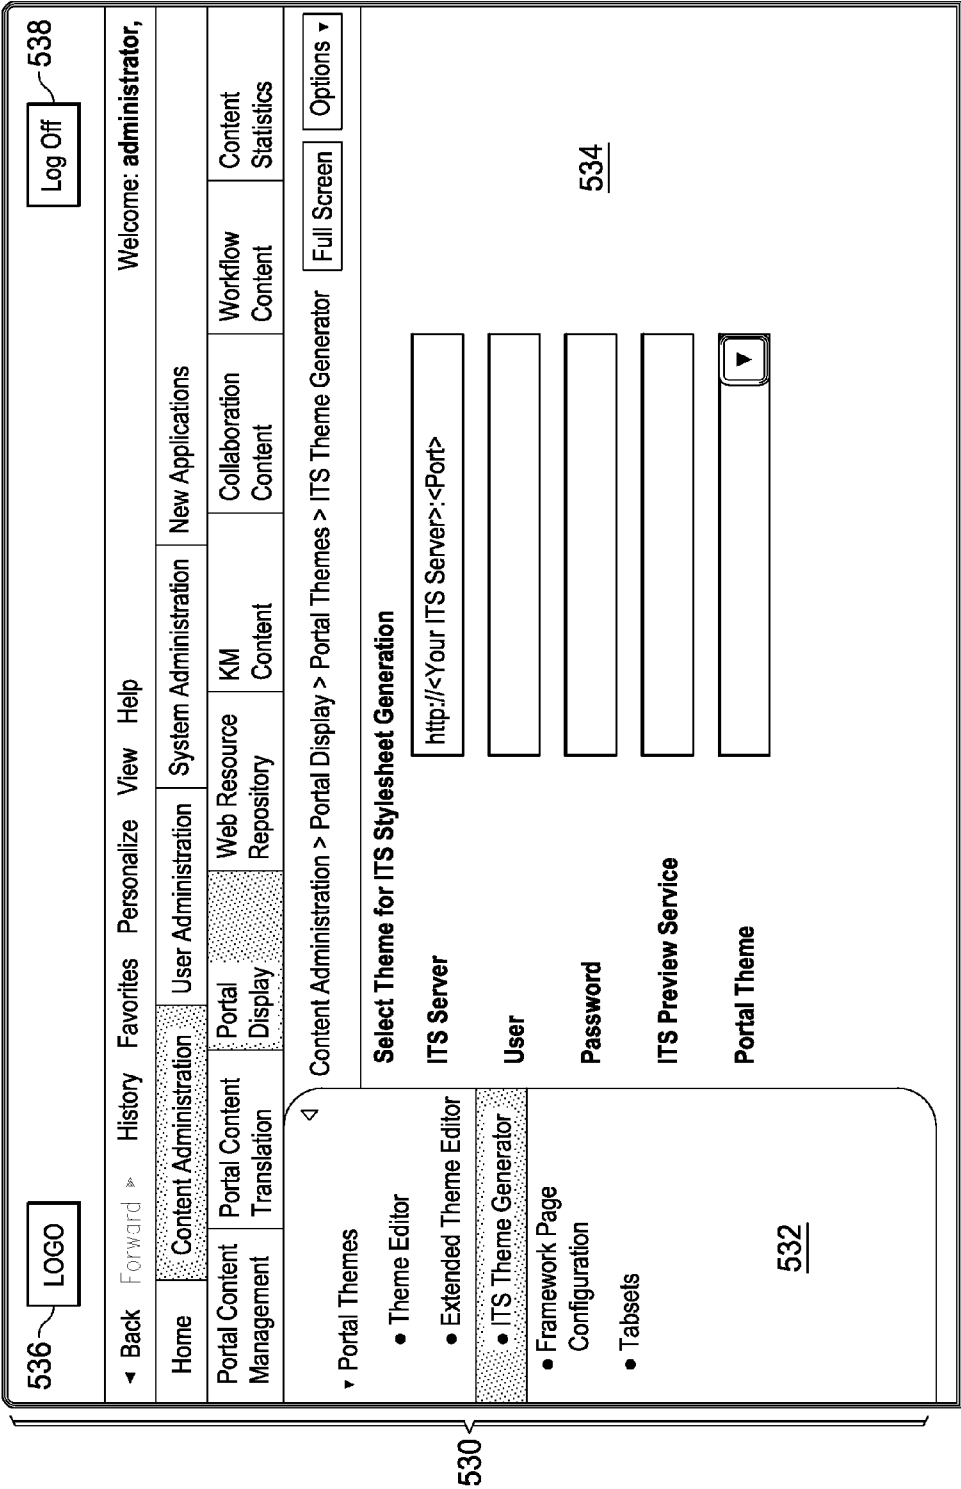 536
LOGO
Log Off
538
◄ Back Forward ► History Favorites Personalize View Help
Welcome: administrator,
Home
Content Administration
User Administration
System Administration
New Applications
Portal Content
Management
Portal Content
Translation
Portal
Display
Web Resource
Repository
KM
Content
Collaboration
Content
Workflow
Content
Content
Statistics
Content Administration > Portal Display > Portal Themes > ITS Theme Generator
Full Screen
Options ▾
▾ Portal Themes
• Theme Editor
• Extended Theme Editor
• ITS Theme Generator
• Framework Page
Configuration
• Tabsets
532
Select Theme for ITS Stylesheet Generation
ITS Server
http://<Your ITS Server>:<Port>
User
Password
ITS Preview Service
Portal Theme
534
530